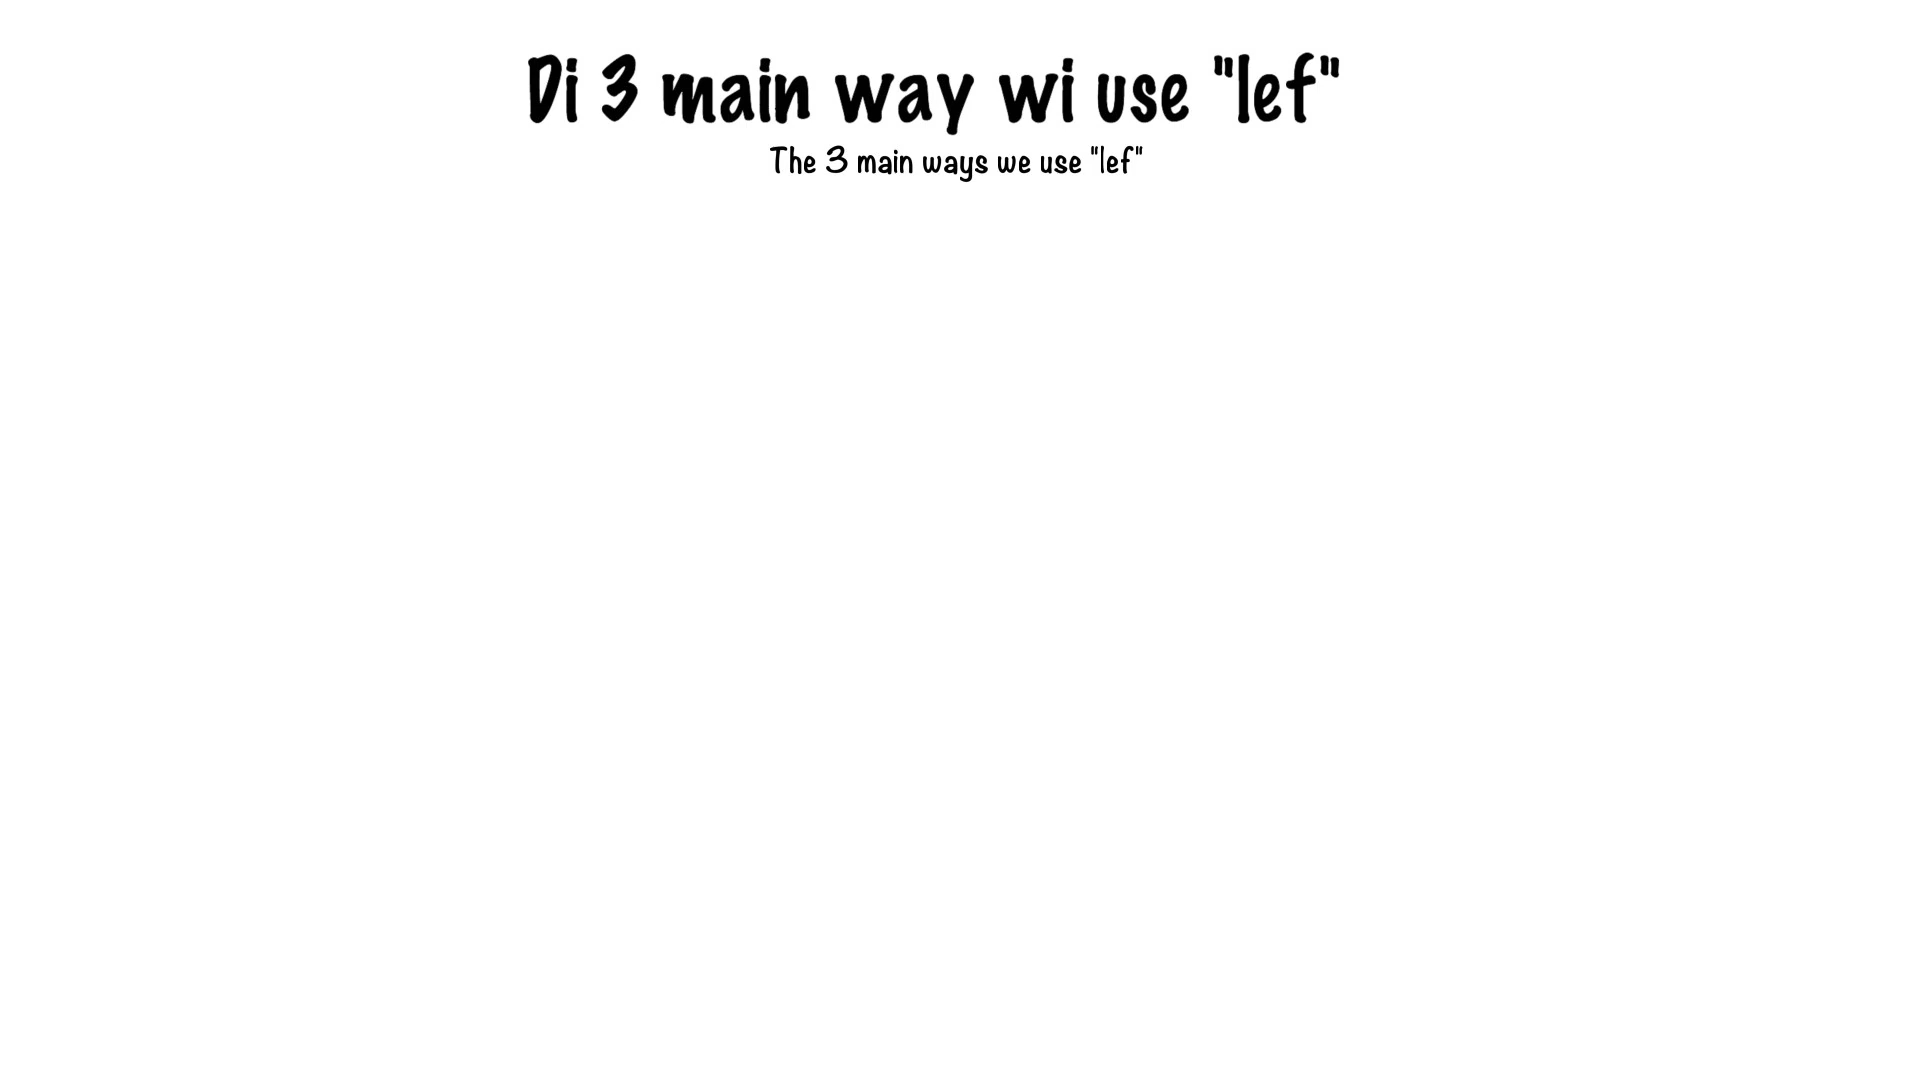 Di 3 main way wi use "lef"
The 3 main ways we use "lef"